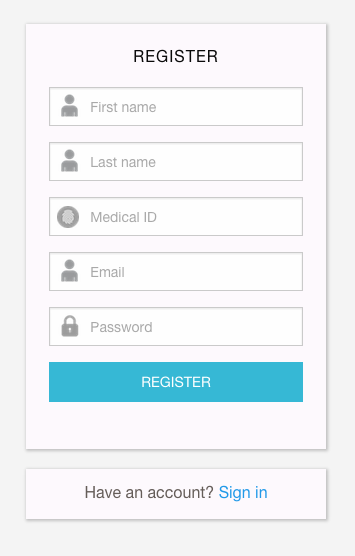 REGISTER
First name
Last name
Medical ID
Email
Password
REGISTER
Have an account? Sign in